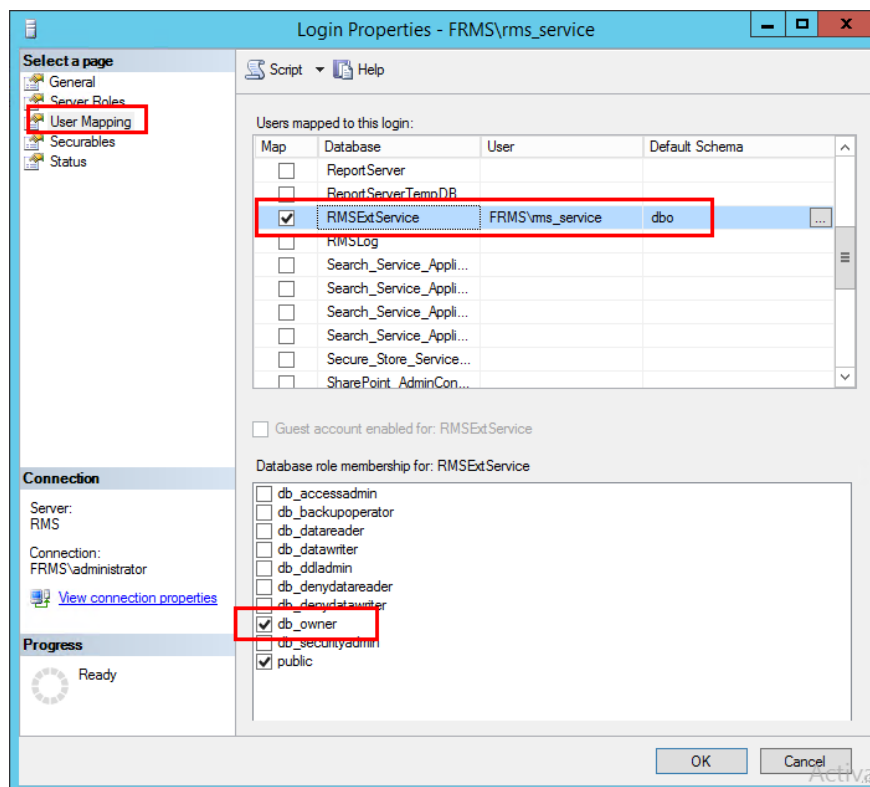 Login Properties - FRMS\rms_service
Select a page
General
Server Roles
User Mapping
Securables
Status
Script Help
Users mapped to this login:
Map Database User Default Schema
ReportServer
ReportServerTempDB
RMSExtService FRMS\rms_service dbo ...
RMSLog
Search_Service_Appli...
Search_Service_Appli...
Search_Service_Appli...
Search_Service_Appli...
Secure_Store_Service...
SharePoint_AdminCon...
Guest account enabled for: RMSExtService
Database role membership for: RMSExtService
db_accessadmin
db_backupoperator
db_datareader
db_datawriter
db_ddladmin
db_denydatareader
db_denydatawriter
db_owner
db_securityadmin
public
Connection
Server:
RMS
Connection:
FRMS\administrator
View connection properties
Progress
Ready
OK Cancel
Activa